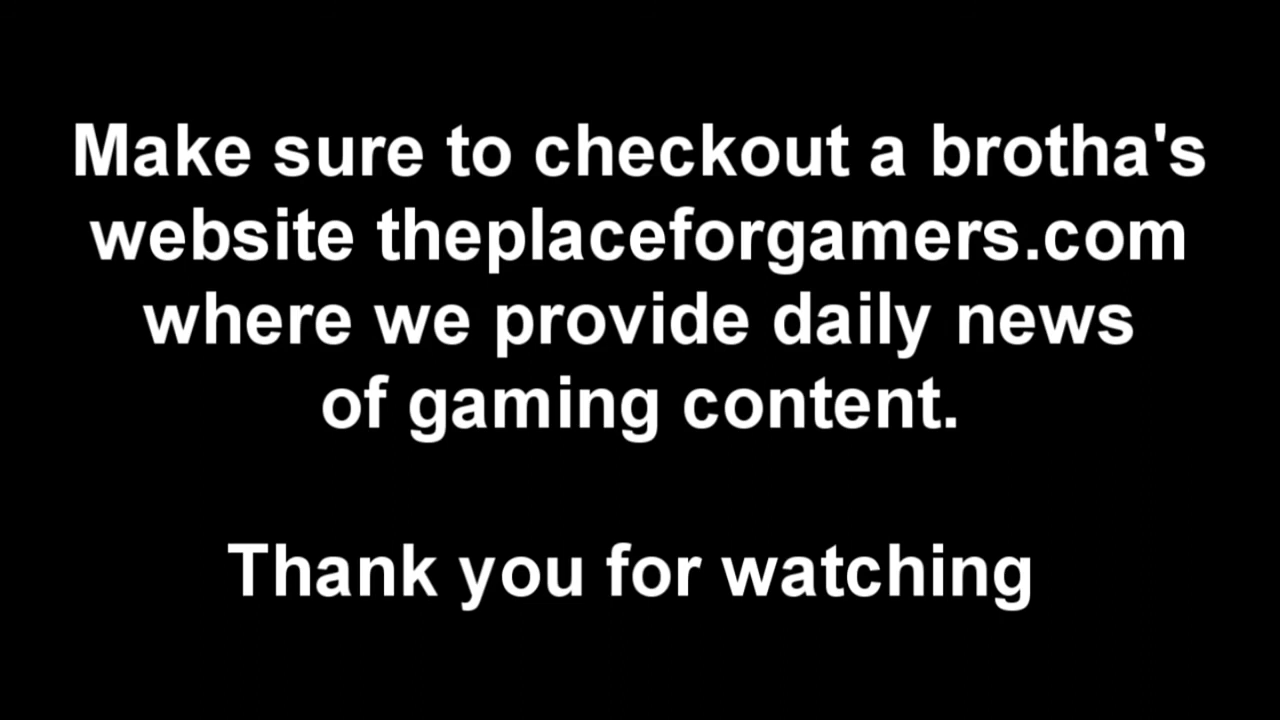 Make sure to checkout a brotha's
website theplaceforgamers.com
where we provide daily news
of gaming content.
Thank you for watching